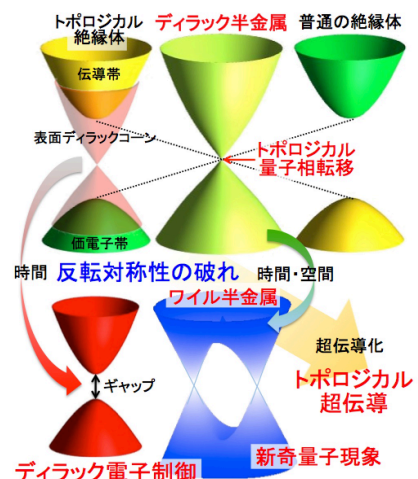 トポロジカル
絶縁体
ディラック半金属
普通の絶縁体
伝導帯
表面ディラックコーン
トポロジカル
量子相転移
価電子帯
時間
反転対称性の破れ
時間・空間
ワイル半金属
超伝導化
ギャップ
トポロジカル
超伝導
ディラック電子制御
新奇量子現象